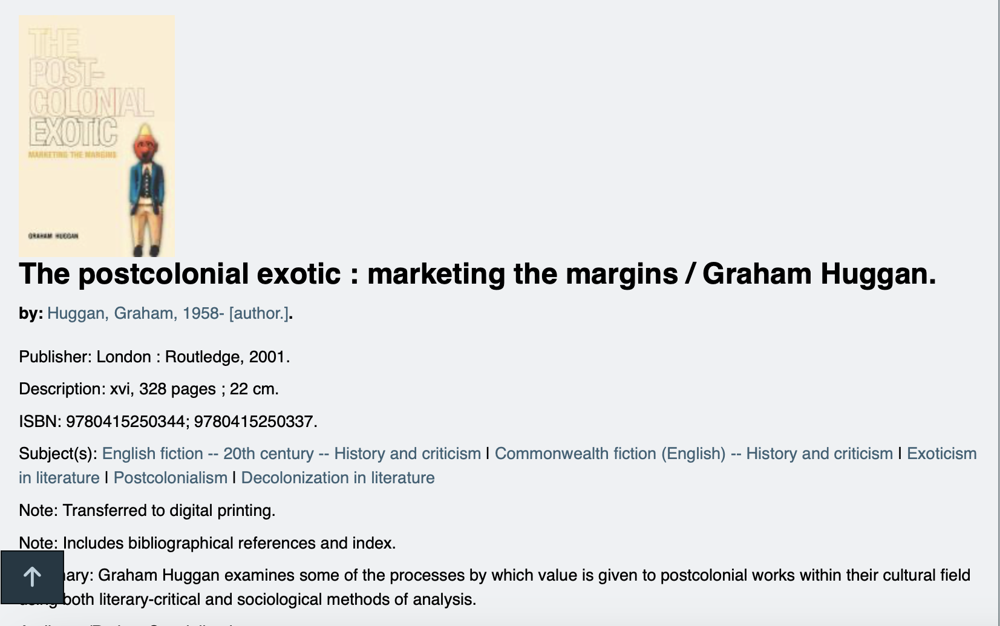 THE
POST-
COLONIAL
EXOTIC
MARKETING THE MARGINS
GRAHAM HUGGAN
The postcolonial exotic : marketing the margins / Graham Huggan.
by: Huggan, Graham, 1958- [author.].
Publisher: London : Routledge, 2001.
Description: xvi, 328 pages ; 22 cm.
ISBN: 9780415250344; 9780415250337.
Subject(s): English fiction -- 20th century -- History and criticism | Commonwealth fiction (English) -- History and criticism | Exoticism
in literature | Postcolonialism | Decolonization in literature
Note: Transferred to digital printing.
Note: Includes bibliographical references and index.
mary: Graham Huggan examines some of the processes by which value is given to postcolonial works within their cultural field
using both literary-critical and sociological methods of analysis.